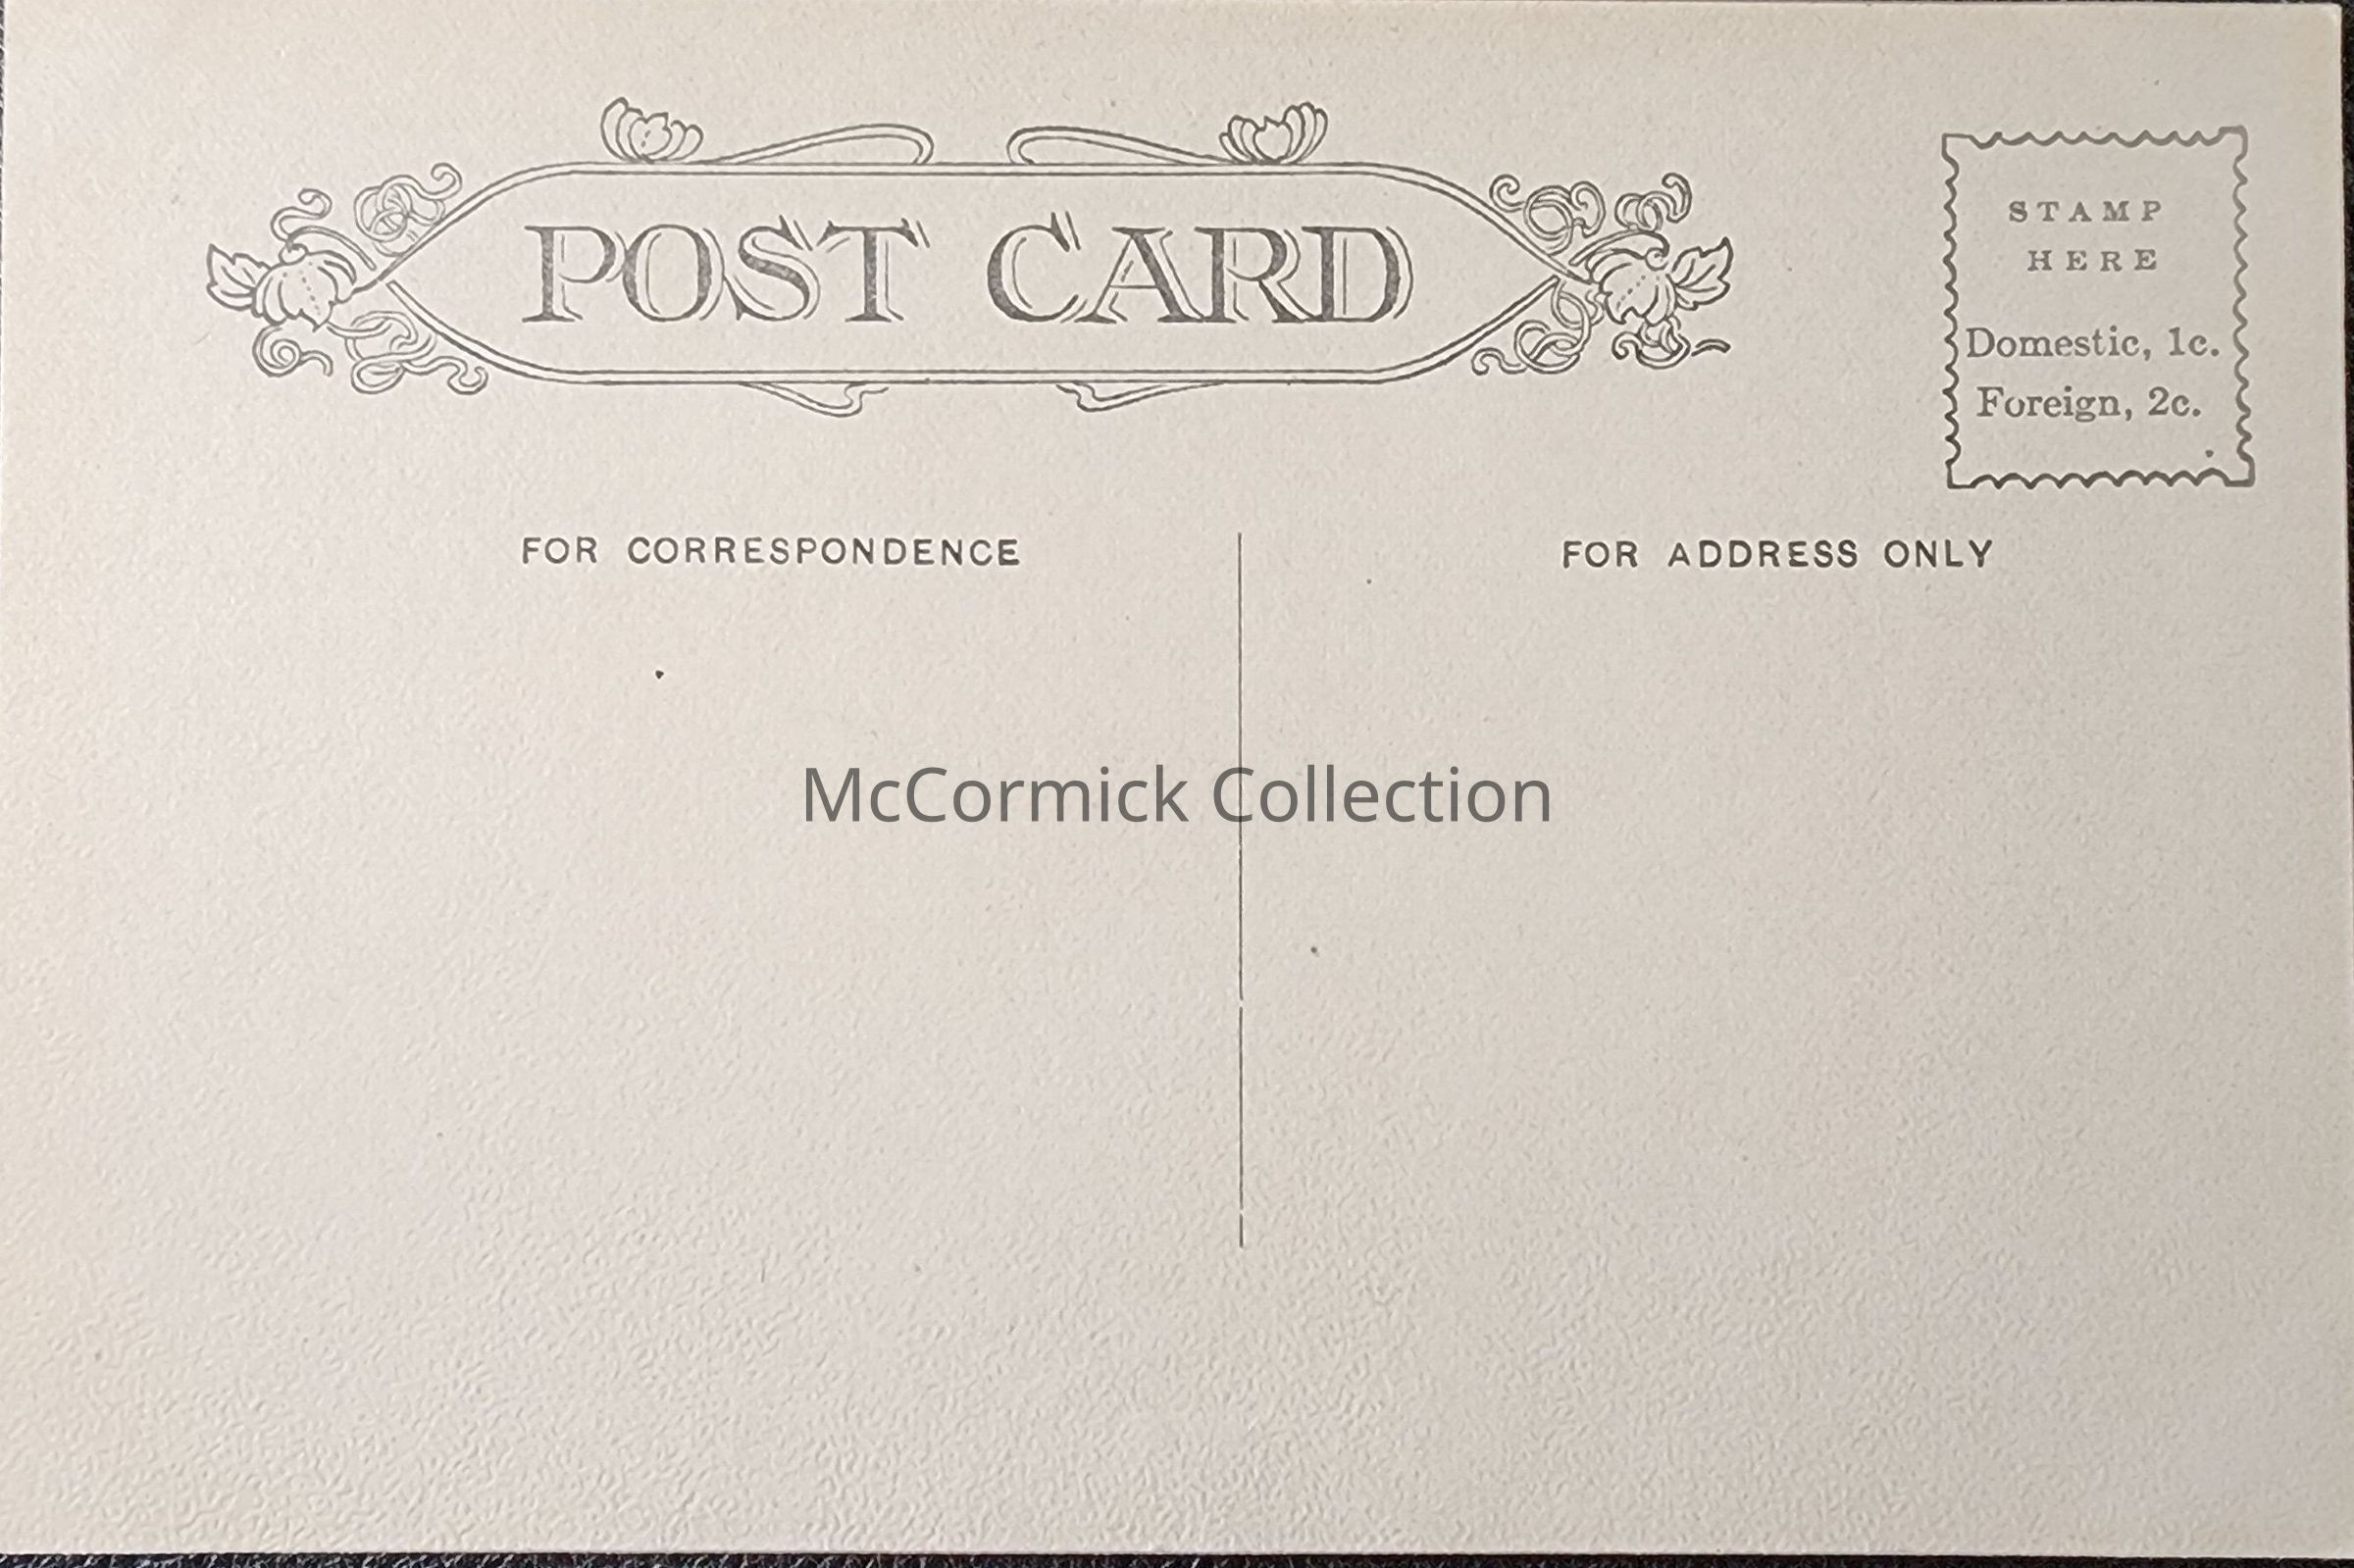 POST CARD
STAMP
HERE
Domestic, 1c.
Foreign, 2c.
FOR CORRESPONDENCE
FOR ADDRESS ONLY
McCormick Collection